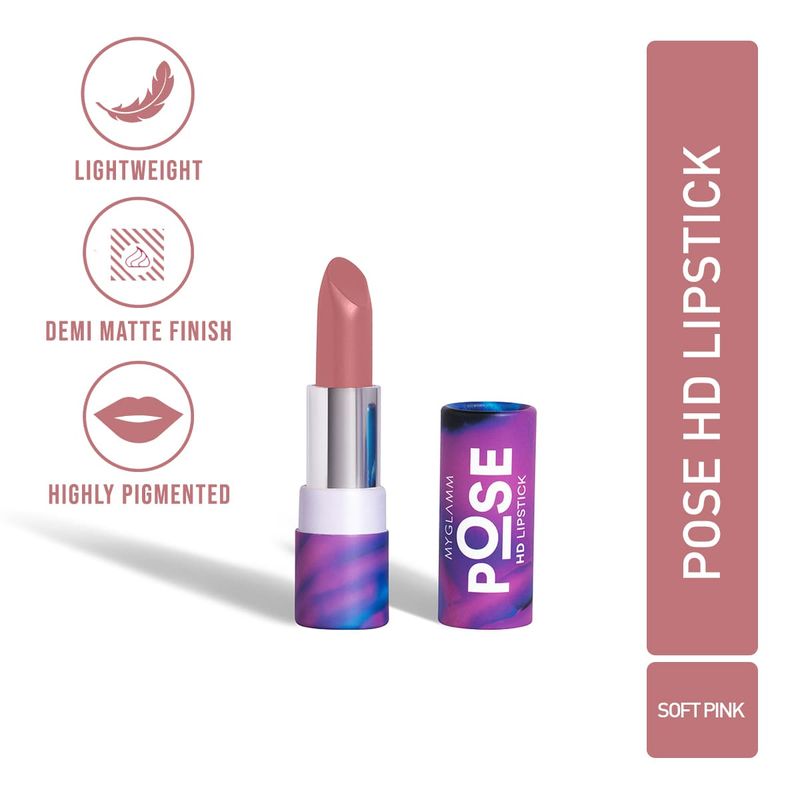 LIGHTWEIGHT
DEMI MATTE FINISH
HIGHLY PIGMENTED
MYGLAMM
POSE
HD LIPSTICK
POSE HD LIPSTICK
SOFT PINK